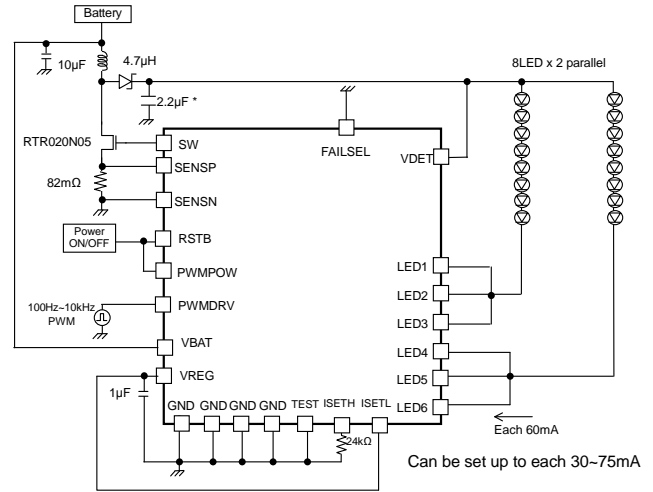 Battery
10µF
4.7µH
8LED x 2 parallel
2.2µF *
RTR020N05
SW
FAILSEL
VDET
SENSP
82mΩ
SENSN
Power
ON/OFF
RSTB
PWMPOW
LED1
LED2
LED3
100Hz~10kHz
PWM
PWMDRV
VBAT
LED4
VREG
LED5
1µF
GND GND GND GND TEST ISETH ISETL
LED6
24kΩ
Each 60mA
Can be set up to each 30~75mA